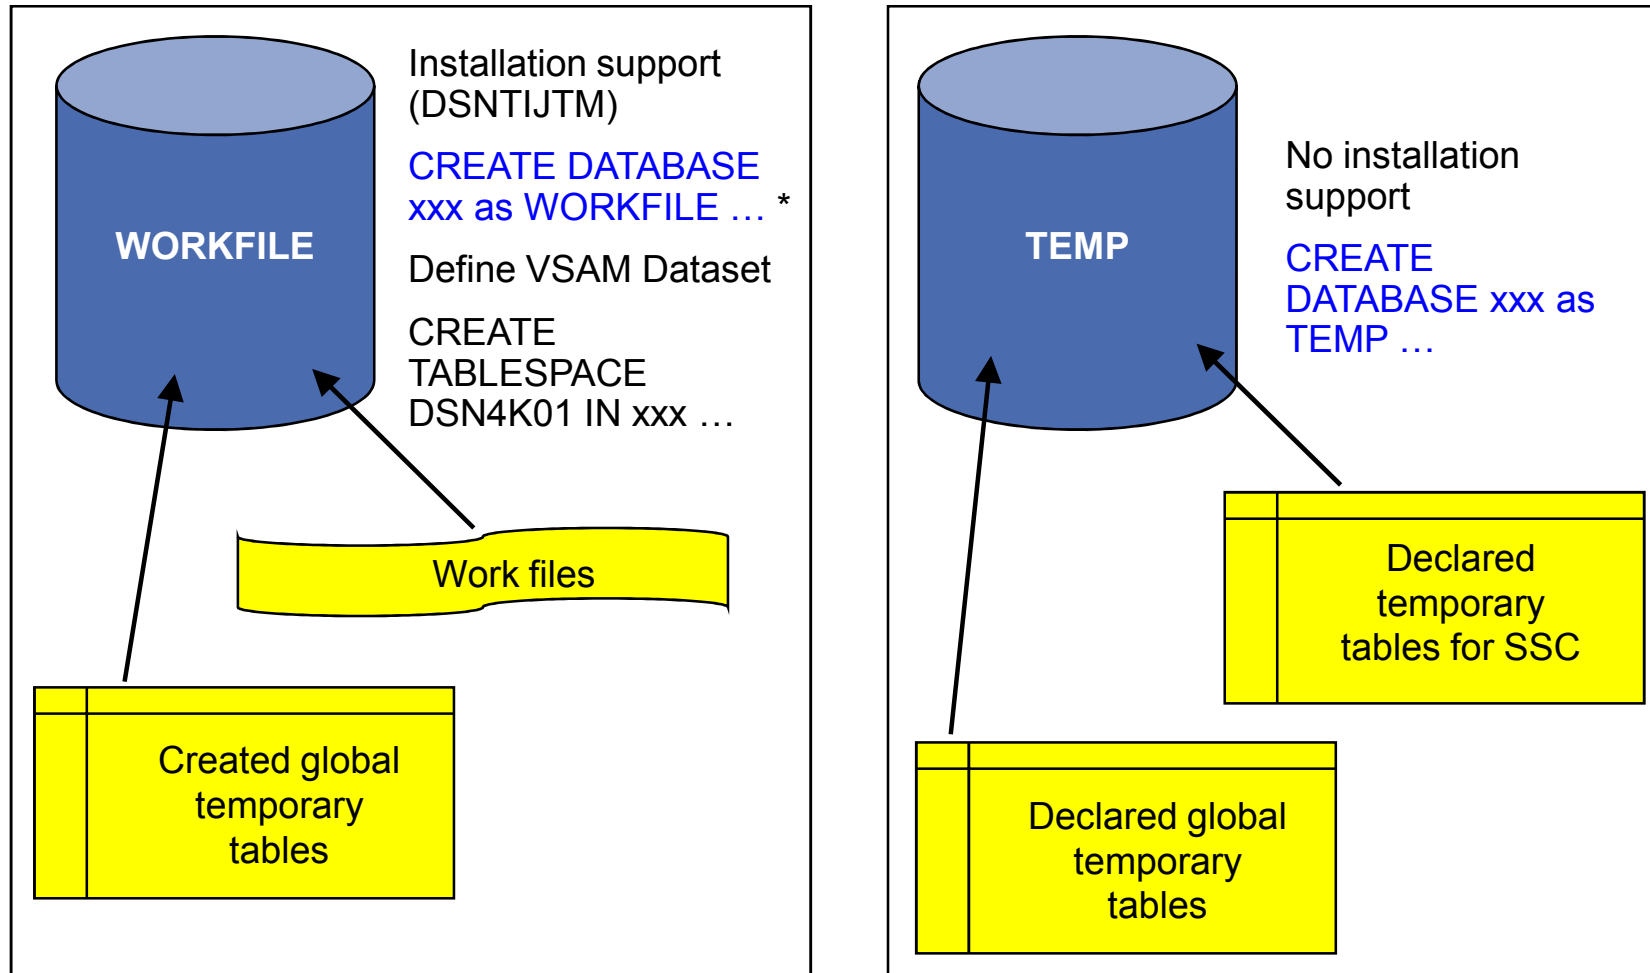 WORKFILE
Installation support
(DSNTIJTM)
CREATE DATABASE
xxx as WORKFILE … *
Define VSAM Dataset
CREATE
TABLESPACE
DSN4K01 IN xxx …
Work files
Created global
temporary
tables
TEMP
No installation
support
CREATE
DATABASE xxx as
TEMP …
Declared
temporary
tables for SSC
Declared global
temporary
tables